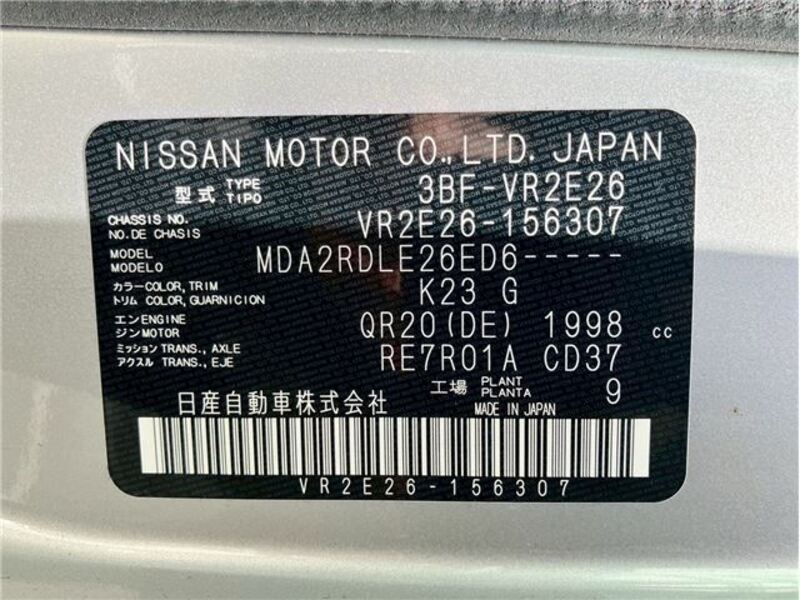 NISSAN MOTOR CO., LTD. JAPAN
型式 TYPE TIPO 3BF-VR2E26
CHASSIS NO. NO. DE CHASIS VR2E26-156307
MODEL MODELO MDA2RDLE26ED6-----
カラー COLOR, TRIM トリム COLOR, GUARNICION K23 G
エンジン ENGINE MOTOR QR20(DE) 1998 cc
ミッション TRANS., AXLE アクスル TRANS., EJE RE7R01A CD37
工場 PLANT PLANTA 9
日産自動車株式会社 MADE IN JAPAN
VR2E26-156307